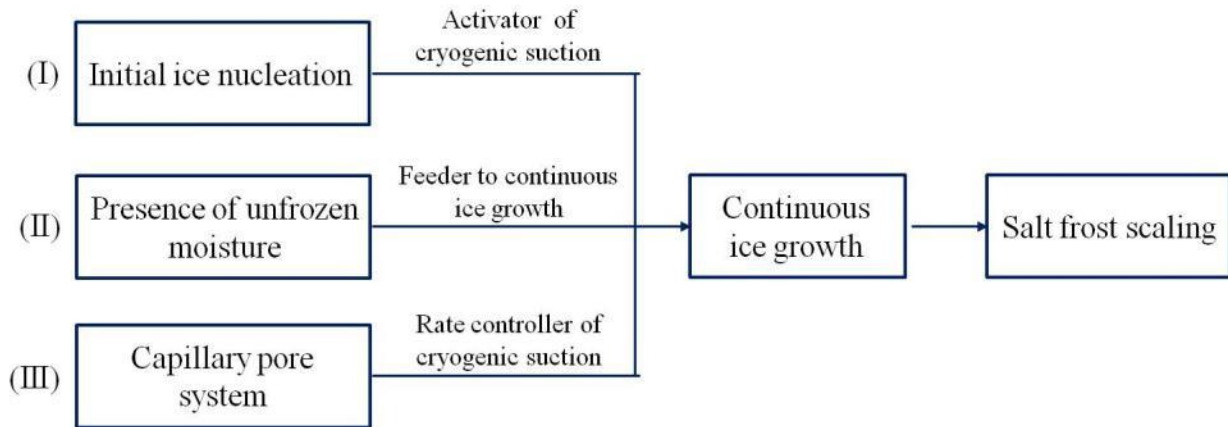 (I)
Initial ice nucleation
Activator of
cryogenic suction
(II)
Presence of unfrozen
moisture
Feeder to continuous
ice growth
(III)
Capillary pore
system
Rate controller of
cryogenic suction
Continuous
ice growth
Salt frost scaling